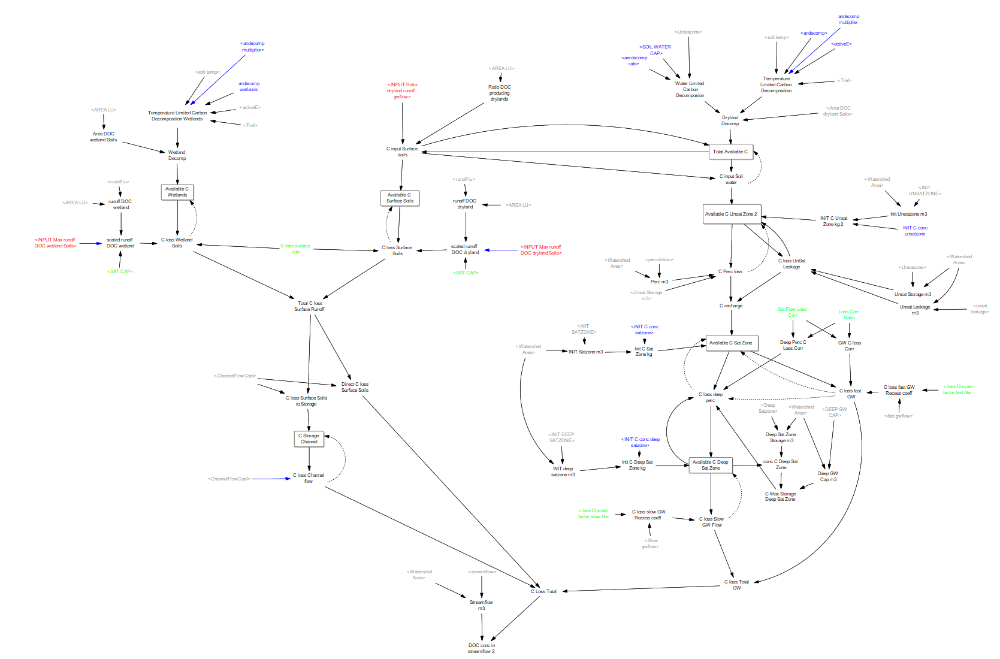 andecomp
multiplier
<Unsatzone>
<soil temp>
<andecomp>
<activeE>
<andecomp
multiplier>
<SOIL WATER
CAP>
<aerdecomp
rate>
<soil temp>
andecomp
wetlands
<AREA LU>
Ratio DOC
producing
drylands
<INPUT Ratio
dryland runoff
gwflow>
Water Limited
Carbon
Decomposion
Temperature
Limited Carbon
Decomposition
<Tref>
<AREA LU>
Temperature Limited Carbon
Decomposition Wetlands
<activeE>
<Tref>
<Area DOC
dryland Soils>
Dryland
Decomp
Area DOC
wetland Soils
Wetland
Decomp
C input Surface
soils
Total Available C
C input Soil
water
<runoff lu>
<AREA LU>
runoff DOC
wetland
Available C
Wetlands
Available C
Surface Soils
<runoff lu>
runoff DOC
dryland
<AREA LU>
<Watershed
Area>
<INIT
UNSATZONE>
Available C Unsat Zone 2
INIT C Unsat
Zone kg 2
Init Unsatzone m3
INIT C conc
unsatzone
<INPUT Max runoff
DOC wetland Soils>
scaled runoff
DOC wetland
C loss Wetland
Soils
C loss surface
corr
C loss Surface
Soils
scaled runoff
DOC dryland
<INPUT Max runoff
DOC dryland Soils>
<SAT CAP>
<SAT CAP>
<Watershed
Area>
<percolation>
Perc m3
<Unsat Storage
m3>
C Perc loss
C loss UnSat
Leakage
<Unsatzone>
<Watershed
Area>
Unsat Storage m3
Unsat Leakage
m3
<unsat
leakage>
Total C loss
Surface Runoff
C recharge
Sat Flow Loss
Corr
Loss Corr
Ratio
<INIT
SATZONE>
<INIT C conc
satzone>
<Watershed
Area>
INIT Satzone m3
Init C Sat
Zone kg
Available C Sat Zone
Deep Perc C
Loss Corr
GW C loss
Corr
<ChannelFlowCoef>
Direct C loss
Surface Soils
C loss Surface Soils
to Storage
C loss deep
perc
C loss fast
GW
C loss fast GW
Recess coeff
c loss Q scale
factor fast Gw
<fast gwflow>
<Deep
Satzone>
<Watershed
Area>
<DEEP GW
CAP>
C Storage
Channel
<INIT DEEP
SATZONE>
<INIT C conc deep
satzone>
Deep Sat Zone
Storage m3
INIT deep
satzone m3
Init C Deep Sat
Zone kg
Available C Deep
Sat Zone
conc C Deep Sat
Zone
Deep GW
Cap m3
<ChannelFlowCoef>
C loss Channel
flow
C Max Storage
Deep Sat Zone
c loss Q scale
factor slow Gw
C loss slow GW
Recess coeff
C loss Slow
GW Flow
<Slow
gwflow>
<Watershed
Area>
<streamflow>
C loss Total
GW
C Loss Total
Streamflow
m3
DOC conc in
streamflow 2